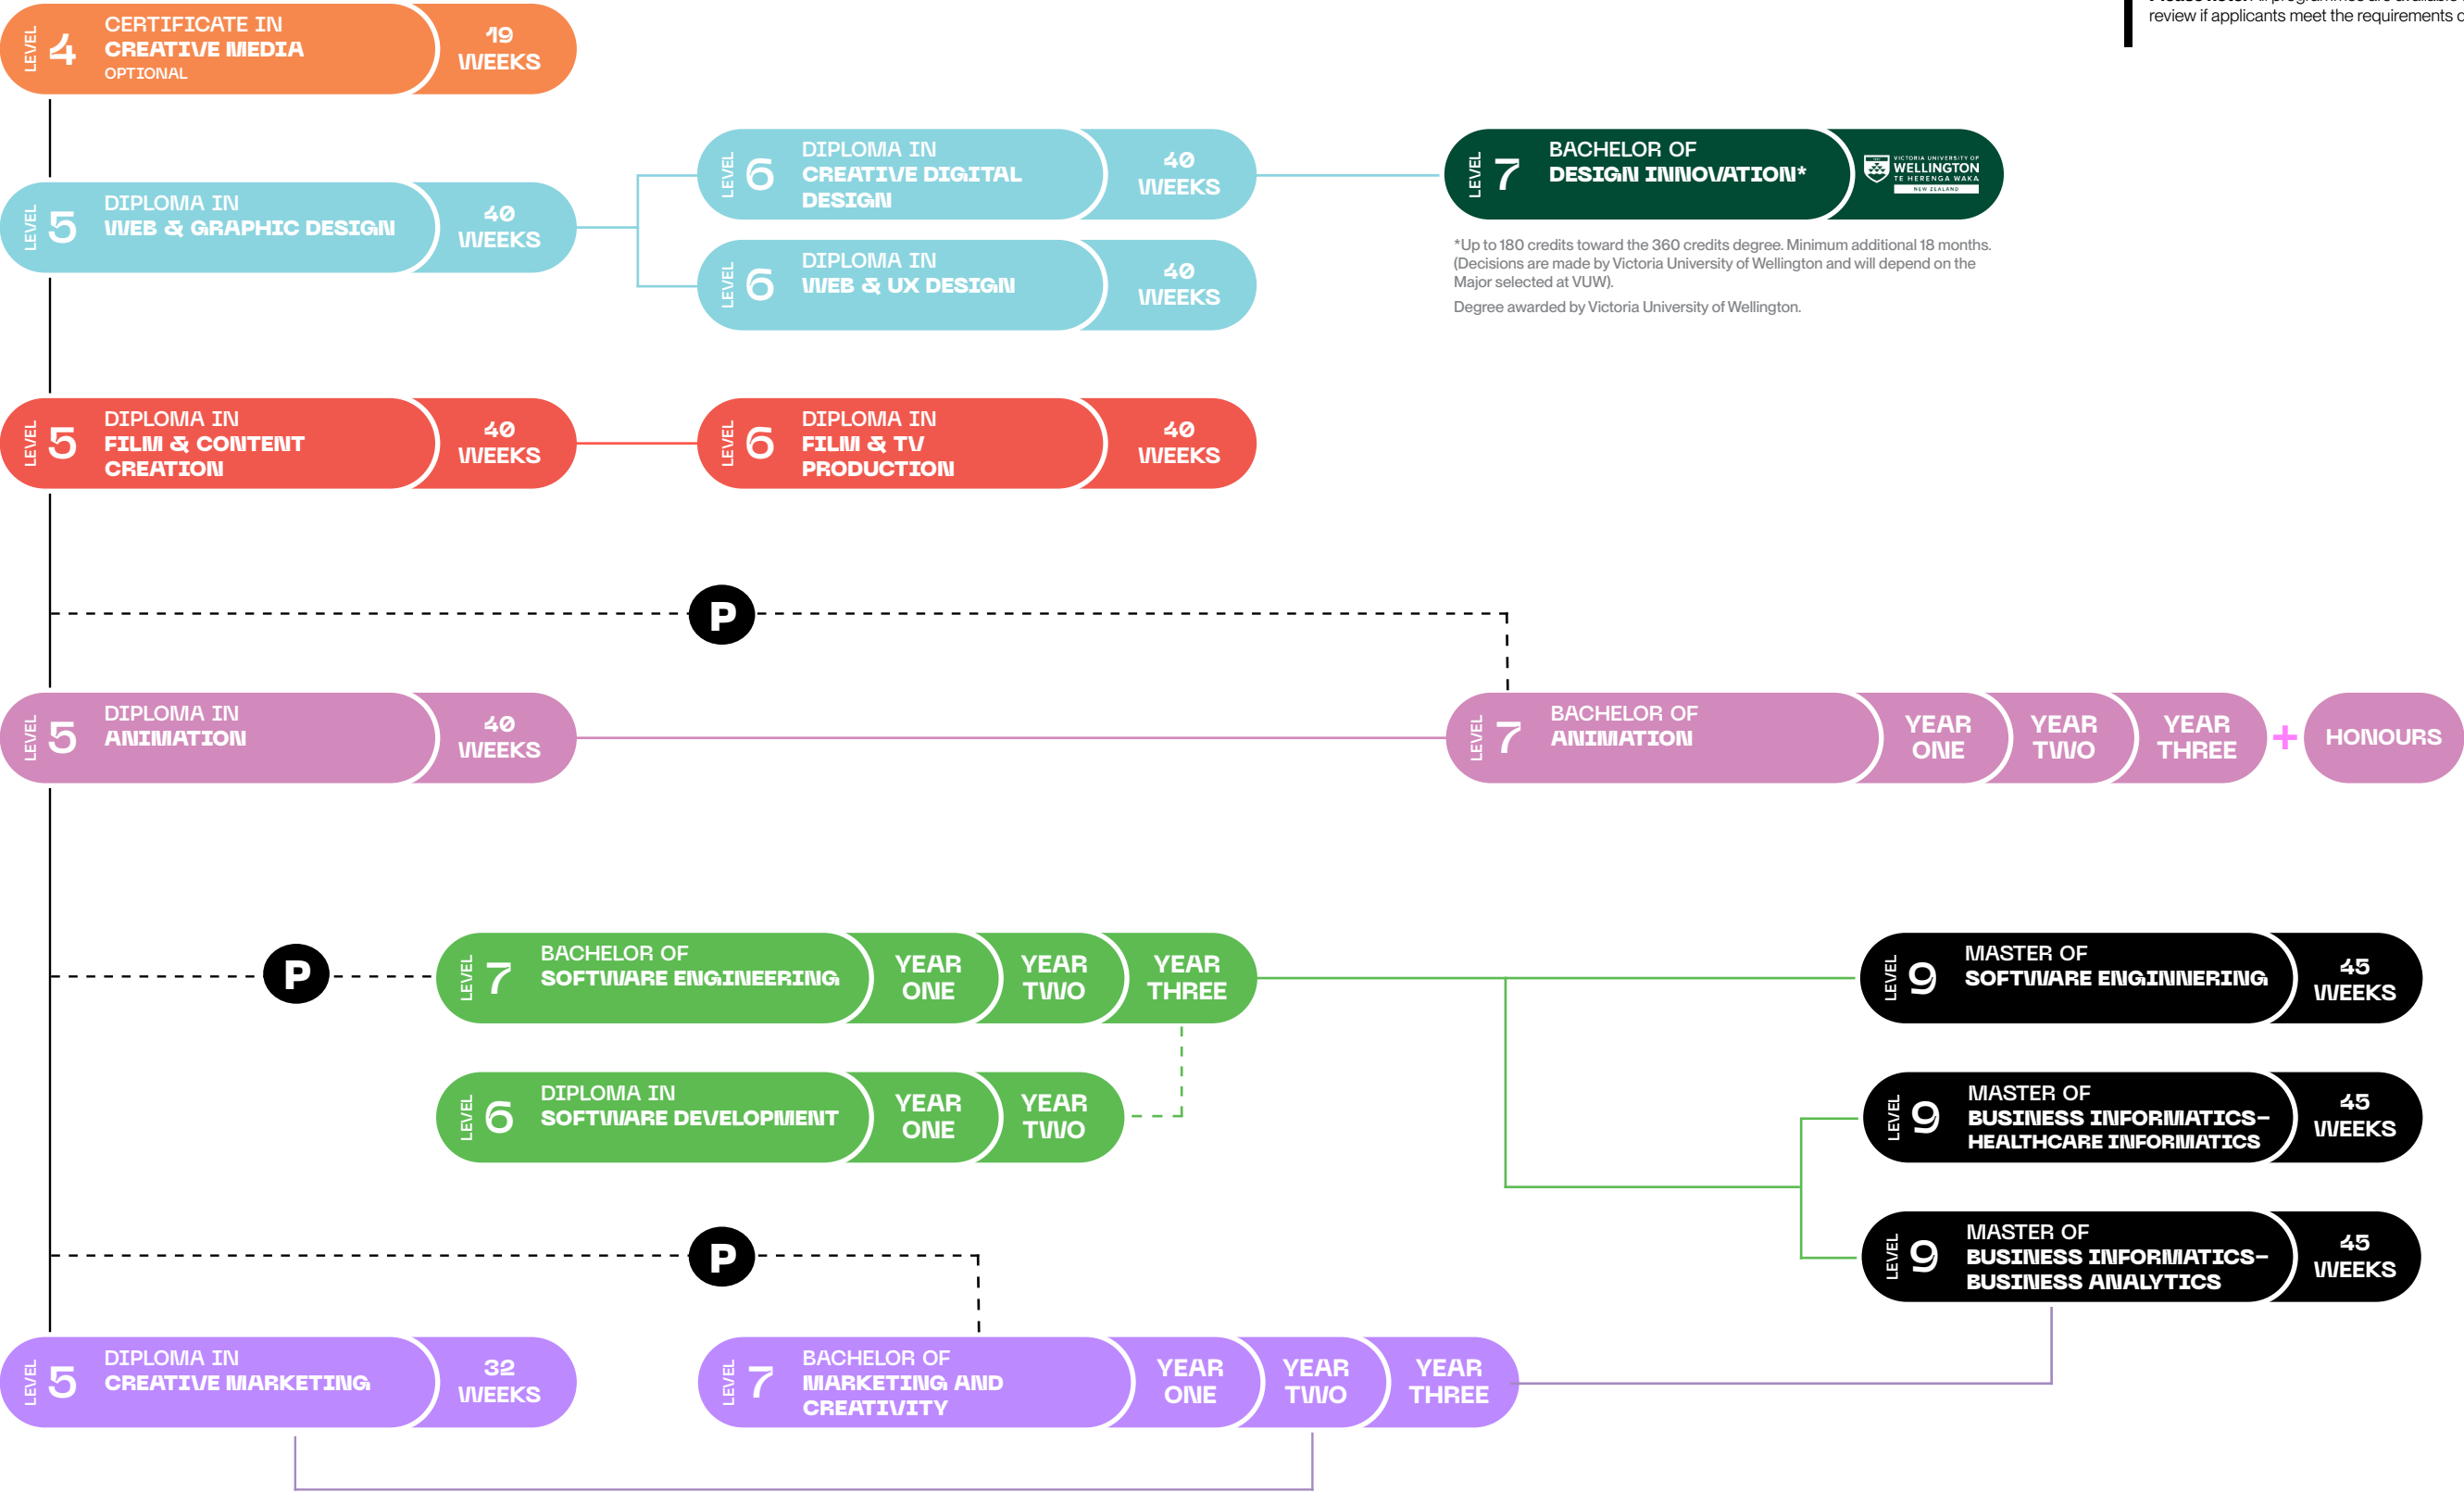 review if applicants meet the requirements
LEVEL 4
CERTIFICATE IN
CREATIVE MEDIA
OPTIONAL
19
WEEKS
LEVEL 5
DIPLOMA IN
WEB & GRAPHIC DESIGN
40
WEEKS
LEVEL 6
DIPLOMA IN
CREATIVE DIGITAL
DESIGN
40
WEEKS
LEVEL 7
BACHELOR OF
DESIGN INNOVATION*
VICTORIA UNIVERSITY OF
WELLINGTON
TE HERENGA WAKA
NEW ZEALAND
LEVEL 6
DIPLOMA IN
WEB & UX DESIGN
40
WEEKS
*Up to 180 credits toward the 360 credits degree. Minimum additional 18 months.
(Decisions are made by Victoria University of Wellington and will depend on the
Major selected at VUW).
Degree awarded by Victoria University of Wellington.
LEVEL 5
DIPLOMA IN
FILM & CONTENT
CREATION
40
WEEKS
LEVEL 6
DIPLOMA IN
FILM & TV
PRODUCTION
40
WEEKS
P
LEVEL 5
DIPLOMA IN
ANIMATION
40
WEEKS
LEVEL 7
BACHELOR OF
ANIMATION
YEAR
ONE
YEAR
TWO
YEAR
THREE
+
HONOURS
P
LEVEL 7
BACHELOR OF
SOFTWARE ENGINEERING
YEAR
ONE
YEAR
TWO
YEAR
THREE
LEVEL 9
MASTER OF
SOFTWARE ENGINNERING
45
WEEKS
LEVEL 6
DIPLOMA IN
SOFTWARE DEVELOPMENT
YEAR
ONE
YEAR
TWO
LEVEL 9
MASTER OF
BUSINESS INFORMATICS–
HEALTHCARE INFORMATICS
45
WEEKS
P
LEVEL 9
MASTER OF
BUSINESS INFORMATICS–
BUSINESS ANALYTICS
45
WEEKS
LEVEL 5
DIPLOMA IN
CREATIVE MARKETING
32
WEEKS
LEVEL 7
BACHELOR OF
MARKETING AND
CREATIVITY
YEAR
ONE
YEAR
TWO
YEAR
THREE